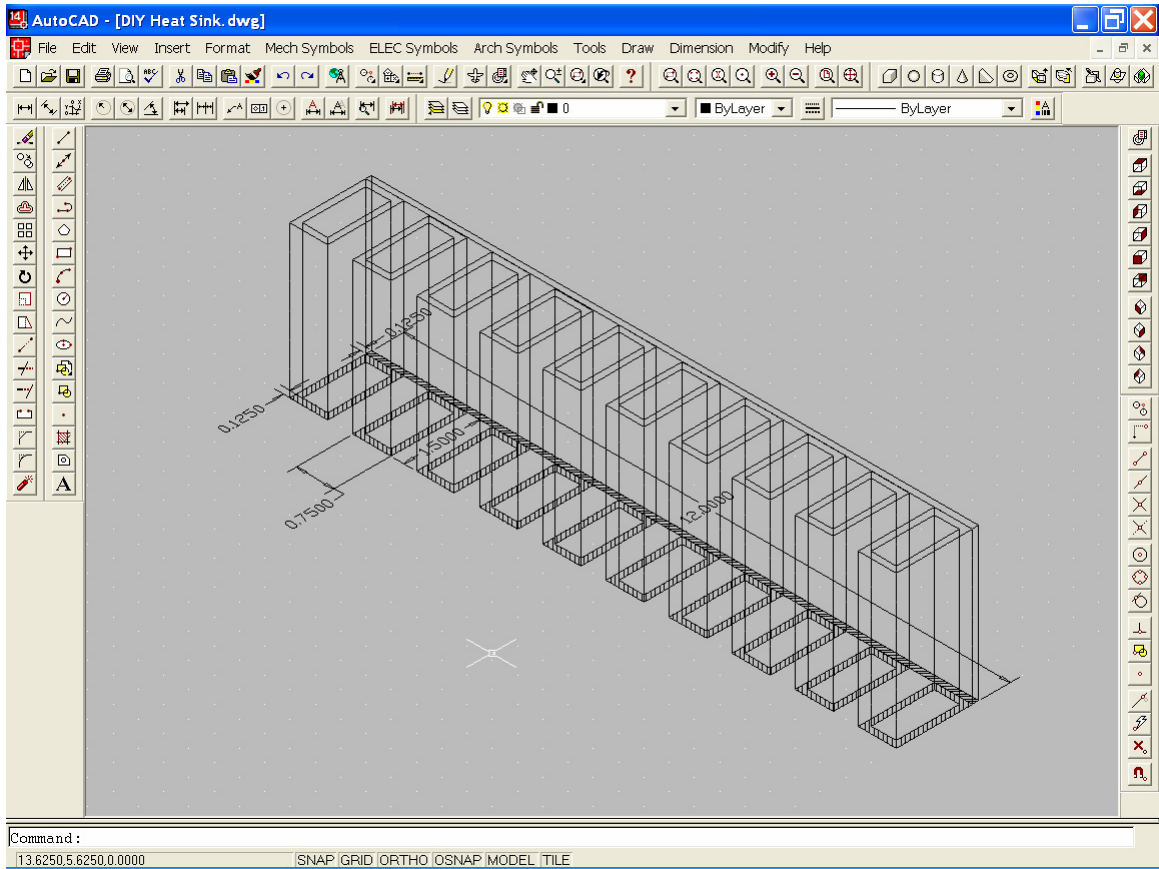 AutoCAD - [DIY Heat Sink.dwg]
File Edit View Insert Format Mech Symbols ELEC Symbols Arch Symbols Tools Draw Dimension Modify Help
0 ByLayer ByLayer
0.1250
0.1250
1.5000
0.7500
12.0000
Command:
13.6250,5.6250,0.0000 SNAP GRID ORTHO OSNAP MODEL TILE